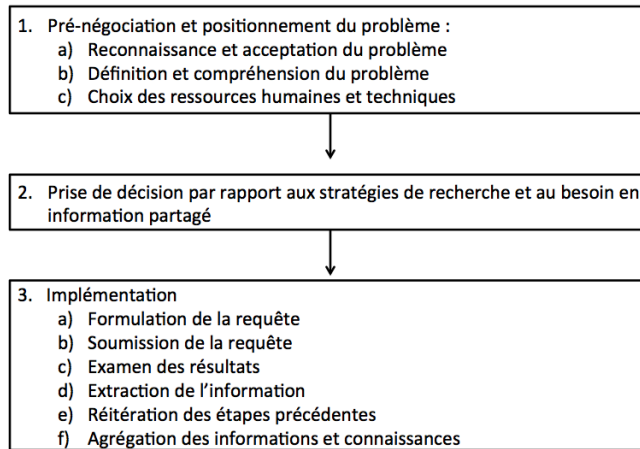 1. Pré-négociation et positionnement du problème :
a) Reconnaissance et acceptation du problème
b) Définition et compréhension du problème
c) Choix des ressources humaines et techniques
2. Prise de décision par rapport aux stratégies de recherche et au besoin en
information partagé
3. Implémentation
a) Formulation de la requête
b) Soumission de la requête
c) Examen des résultats
d) Extraction de l'information
e) Réitération des étapes précédentes
f) Agrégation des informations et connaissances